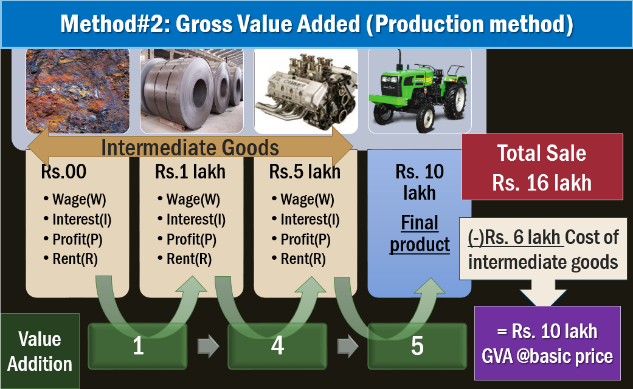 Method#2: Gross Value Added (Production method)
Intermediate Goods
Rs.00
• Wage(W)
• Interest(I)
• Profit(P)
• Rent(R)
Rs.1 lakh
• Wage(W)
• Interest(I)
• Profit(P)
• Rent(R)
Rs.5 lakh
• Wage(W)
• Interest(I)
• Profit(P)
• Rent(R)
Rs. 10
lakh
Final
product
Total Sale
Rs. 16 lakh
(-)Rs. 6 lakh Cost of
intermediate goods
= Rs. 10 lakh
GVA @basic price
Value
Addition
1
4
5